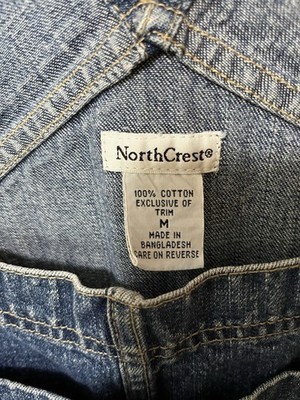 NorthCrest®
100% COTTON
EXCLUSIVE OF
TRIM
M
MADE IN
BANGLADESH
CARE ON REVERSE